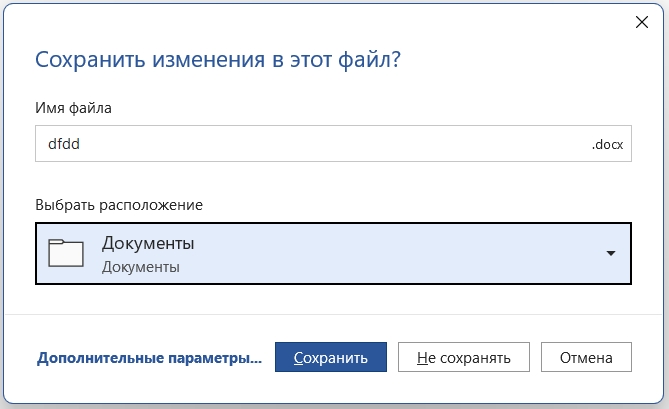 Сохранить изменения в этот файл?
Имя файла
dfdd .docx
Выбрать расположение
Документы
Документы
Дополнительные параметры... Сохранить Не сохранять Отмена